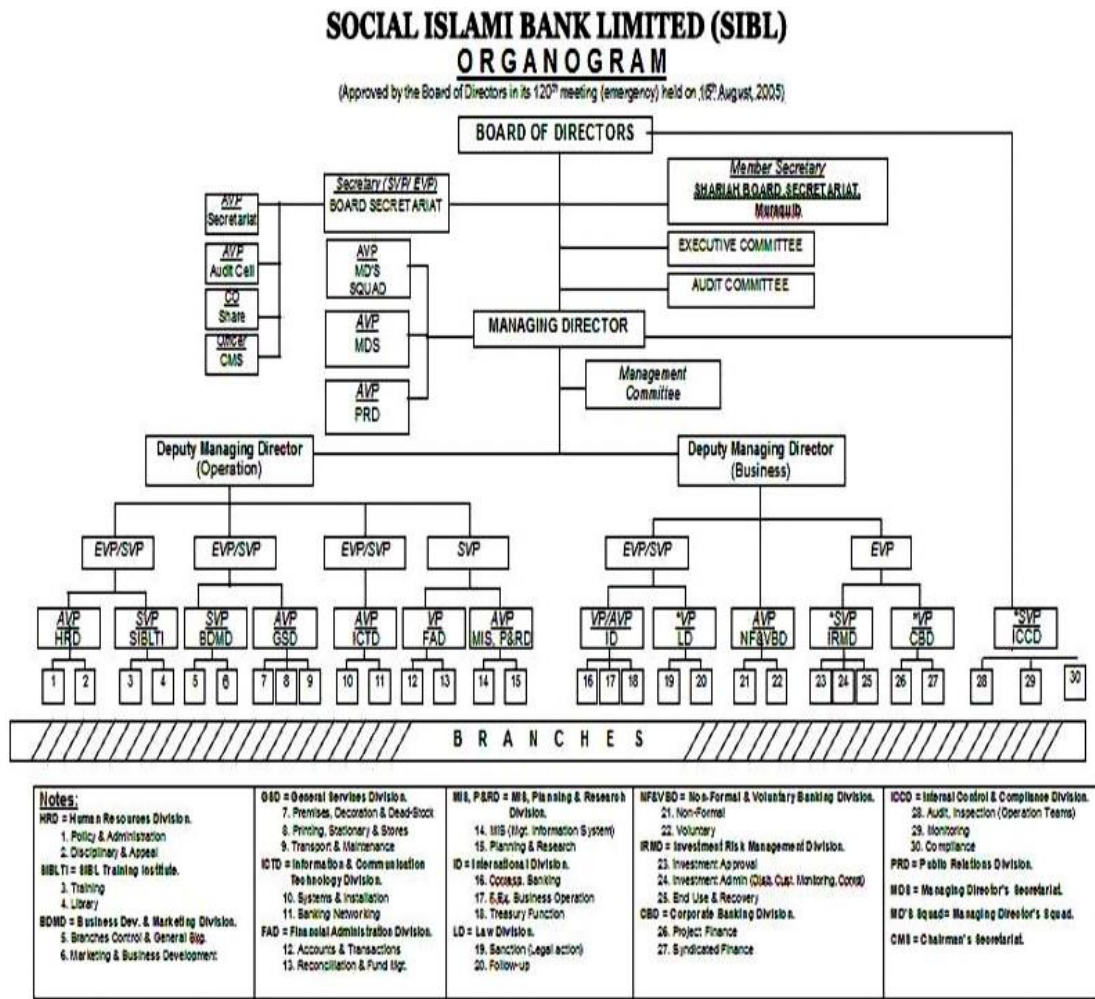 SOCIAL ISLAMI BANK LIMITED (SIBL)
ORGANOGRAM
(Approved by the Board of Directors in its 120th meeting (emergency) held on 16th August, 2005)
BOARD OF DIRECTORS
Member Secretary
SHARIAH BOARD SECRETARIAT.
Muraquib.
Secretary (SVP/ EVP)
BOARD SECRETARIAT
AVP
Secretariat
AVP
Audit Cell
CO
Share
Officer
CMS
EXECUTIVE COMMITTEE
AUDIT COMMITTEE
AVP
MD'S
SQUAD
AVP
MDS
AVP
PRD
MANAGING DIRECTOR
Management
Committee
Deputy Managing Director
(Operation)
Deputy Managing Director
(Business)
EVP/SVP
EVP/SVP
EVP/SVP
SVP
EVP/SVP
EVP
AVP
HRD
SVP
SIBLTI
SVP
BDMD
AVP
GSD
AVP
ICTD
VP
FAD
AVP
MIS, P&RD
VP/AVP
ID
*VP
LD
AVP
NF&VBD
*SVP
IRMD
*VP
CBD
*SVP
ICCD
1 2 3 4 5 6 7 8 9 10 11 12 13 14 15 16 17 18 19 20 21 22 23 24 25 26 27 28 29 30
BRANCHES
Notes:
HRD = Human Resources Division.
1. Policy & Administration
2. Disciplinary & Appeal
SIBLTI = SIBL Training Institute.
3. Training
4. Library
BDMD = Business Dev. & Marketing Division.
5. Branches Control & General Bkg.
6. Marketing & Business Development
GSD = General Services Division.
7. Premises, Decoration & Dead-Stock
8. Printing, Stationary & Stores
9. Transport & Maintenance
ICTD = Information & Communication
Technology Division.
10. Systems & Installation
11. Banking Networking
FAD = Financial Administration Division.
12. Accounts & Transactions
13. Reconciliation & Fund Mgt.
MIS, P&RD = MIS, Planning & Research
Division.
14. MIS (Mgt. Information System)
15. Planning & Research
ID = International Division.
16. Banking
17. F.Ex. Business Operation
18. Treasury Function
LD = Law Division.
19. Sanction (Legal action)
20. Follow-up
NF&VBD = Non-Formal & Voluntary Banking Division.
21. Non-Formal
22. Voluntary
IRMD = Investment Risk Management Division.
23. Investment Approval
24. Investment Admin ( Cust. Monitoring, )
25. End Use & Recovery
CBD = Corporate Banking Division.
26. Project Finance
27. Syndicated Finance
ICCD = Internal Control & Compliance Division.
28. Audit, Inspection (Operation Teams)
29. Monitoring
30. Compliance
PRD = Public Relations Division.
MDS = Managing Director's Secretariat.
MD'S Squad= Managing Director's Squad.
CMS = Chairman's Secretariat.